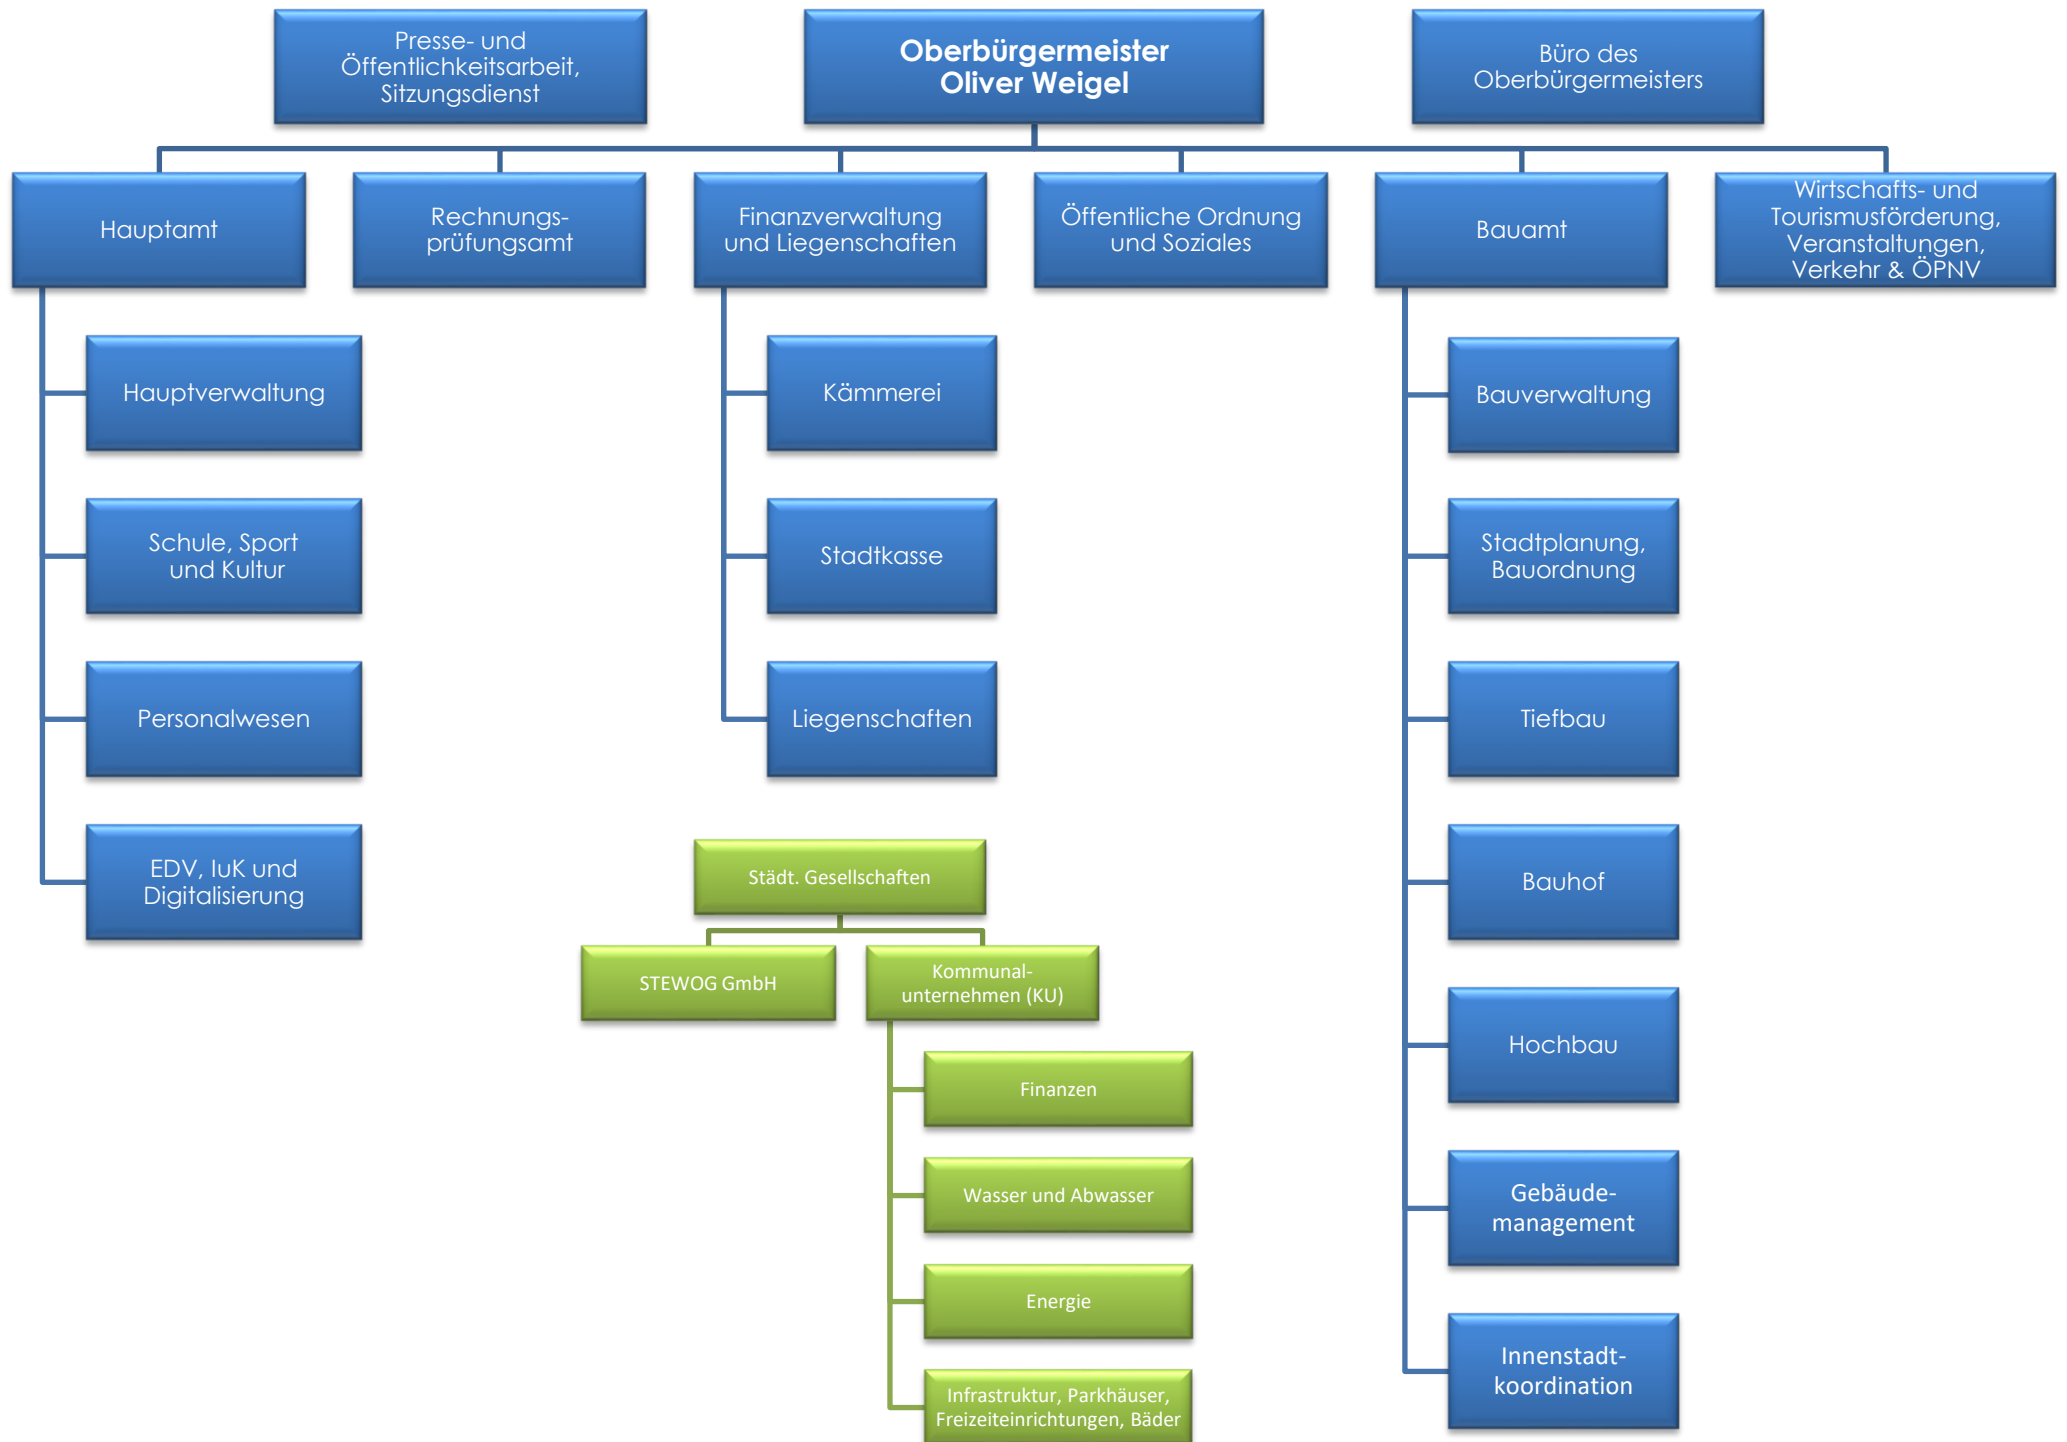 Presse- und
Öffentlichkeitsarbeit,
Sitzungsdienst
Oberbürgermeister
Oliver Weigel
Büro des
Oberbürgermeisters
Hauptamt
Rechnungs-
prüfungsamt
Finanzverwaltung
und Liegenschaften
Öffentliche Ordnung
und Soziales
Bauamt
Wirtschafts- und
Tourismusförderung,
Veranstaltungen,
Verkehr & ÖPNV
Hauptverwaltung
Schule, Sport
und Kultur
Personalwesen
EDV, IuK und
Digitalisierung
Kämmerei
Stadtkasse
Liegenschaften
Städt. Gesellschaften
STEWOG GmbH
Kommunal-
unternehmen (KU)
Finanzen
Wasser und Abwasser
Energie
Infrastruktur, Parkhäuser,
Freizeiteinrichtungen, Bäder
Bauverwaltung
Stadtplanung,
Bauordnung
Tiefbau
Bauhof
Hochbau
Gebäude-
management
Innenstadt-
koordination